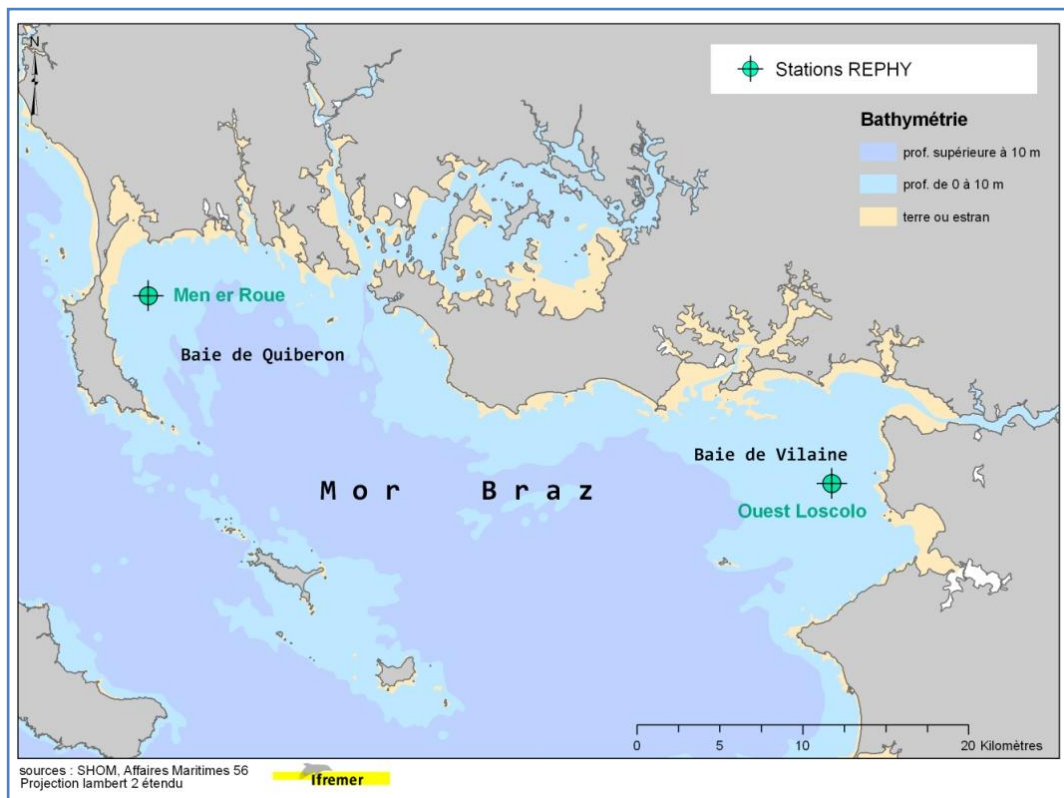 N
Stations REPHY
Bathymétrie
prof. supérieure à 10 m
prof. de 0 à 10 m
terre ou estran
Men er Roue
Baie de Quiberon
Baie de Vilaine
Mor Braz
Ouest Loscolo
0 5 10 20 Kilomètres
sources : SHOM, Affaires Maritimes 56
Projection lambert 2 étendu
Ifremer